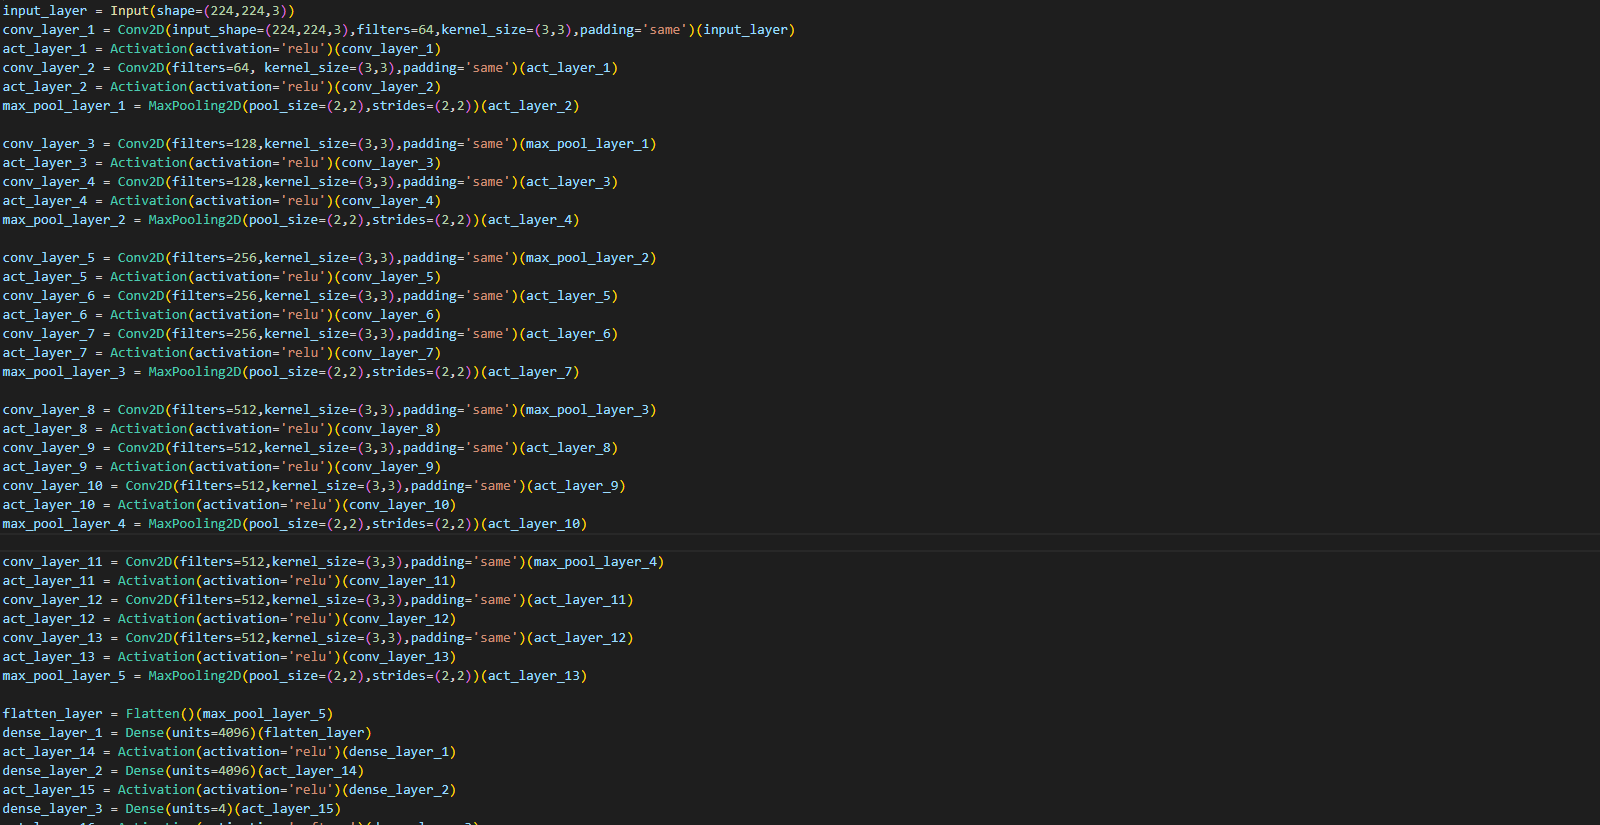 input_layer = Input(shape=(224,224,3))
conv_layer_1 = Conv2D(input_shape=(224,224,3),filters=64,kernel_size=(3,3),padding='same')(input_layer)
act_layer_1 = Activation(activation='relu')(conv_layer_1)
conv_layer_2 = Conv2D(filters=64, kernel_size=(3,3),padding='same')(act_layer_1)
act_layer_2 = Activation(activation='relu')(conv_layer_2)
max_pool_layer_1 = MaxPooling2D(pool_size=(2,2),strides=(2,2))(act_layer_2)
conv_layer_3 = Conv2D(filters=128,kernel_size=(3,3),padding='same')(max_pool_layer_1)
act_layer_3 = Activation(activation='relu')(conv_layer_3)
conv_layer_4 = Conv2D(filters=128,kernel_size=(3,3),padding='same')(act_layer_3)
act_layer_4 = Activation(activation='relu')(conv_layer_4)
max_pool_layer_2 = MaxPooling2D(pool_size=(2,2),strides=(2,2))(act_layer_4)
conv_layer_5 = Conv2D(filters=256,kernel_size=(3,3),padding='same')(max_pool_layer_2)
act_layer_5 = Activation(activation='relu')(conv_layer_5)
conv_layer_6 = Conv2D(filters=256,kernel_size=(3,3),padding='same')(act_layer_5)
act_layer_6 = Activation(activation='relu')(conv_layer_6)
conv_layer_7 = Conv2D(filters=256,kernel_size=(3,3),padding='same')(act_layer_6)
act_layer_7 = Activation(activation='relu')(conv_layer_7)
max_pool_layer_3 = MaxPooling2D(pool_size=(2,2),strides=(2,2))(act_layer_7)
conv_layer_8 = Conv2D(filters=512,kernel_size=(3,3),padding='same')(max_pool_layer_3)
act_layer_8 = Activation(activation='relu')(conv_layer_8)
conv_layer_9 = Conv2D(filters=512,kernel_size=(3,3),padding='same')(act_layer_8)
act_layer_9 = Activation(activation='relu')(conv_layer_9)
conv_layer_10 = Conv2D(filters=512,kernel_size=(3,3),padding='same')(act_layer_9)
act_layer_10 = Activation(activation='relu')(conv_layer_10)
max_pool_layer_4 = MaxPooling2D(pool_size=(2,2),strides=(2,2))(act_layer_10)
conv_layer_11 = Conv2D(filters=512,kernel_size=(3,3),padding='same')(max_pool_layer_4)
act_layer_11 = Activation(activation='relu')(conv_layer_11)
conv_layer_12 = Conv2D(filters=512,kernel_size=(3,3),padding='same')(act_layer_11)
act_layer_12 = Activation(activation='relu')(conv_layer_12)
conv_layer_13 = Conv2D(filters=512,kernel_size=(3,3),padding='same')(act_layer_12)
act_layer_13 = Activation(activation='relu')(conv_layer_13)
max_pool_layer_5 = MaxPooling2D(pool_size=(2,2),strides=(2,2))(act_layer_13)
flatten_layer = Flatten()(max_pool_layer_5)
dense_layer_1 = Dense(units=4096)(flatten_layer)
act_layer_14 = Activation(activation='relu')(dense_layer_1)
dense_layer_2 = Dense(units=4096)(act_layer_14)
act_layer_15 = Activation(activation='relu')(dense_layer_2)
dense_layer_3 = Dense(units=4)(act_layer_15)